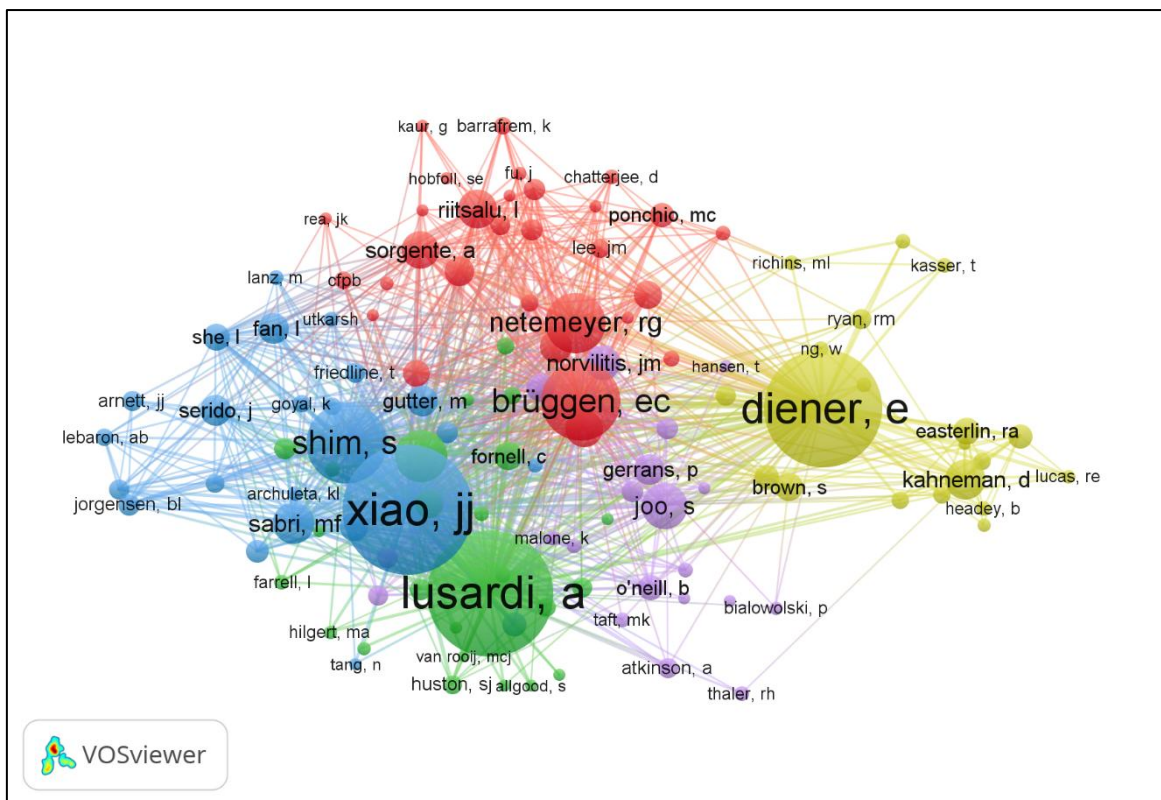 kaur, g
barrafrem, k
hobfoll, se
fu, j
chatterjee, d
riitsalu, l
ponchio, mc
rea, jk
sorgente, a
lee, jm
richins, ml
kasser, t
lanz, m
cfpb
utkarsh
netemeyer, rg
ryan, rm
she, l
fan, l
ng, w
norvilitis, jm
hansen, t
friedline, t
arnett, jj
serido, j
goyal, k
gutter, m
brüggen, ec
diener, e
lebaron, ab
shim, s
fornell, c
easterlin, ra
gerrans, p
jorgensen, bl
archuleta, kl
brown, s
kahneman, d
lucas, re
sabri, mf
xiao, jj
joo, s
headey, b
malone, k
farrell, l
lusardi, a
o'neill, b
bialowolski, p
hilgert, ma
taft, mk
tang, n
van rooij, mcj
huston, sj
allgood, s
atkinson, a
thaler, rh
VOSviewer